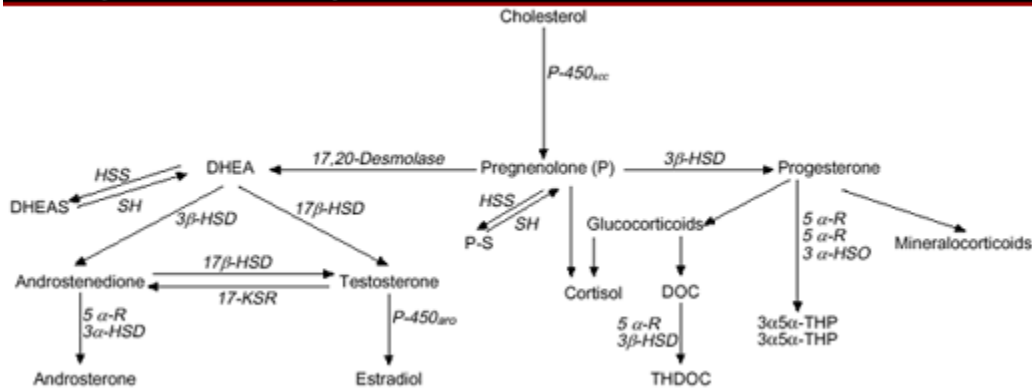 Cholesterol
P-450scc
DHEA
17,20-Desmolase
Pregnenolone (P)
3β-HSD
Progesterone
HSS
DHEAS
SH
3β-HSD
17β-HSD
HSS
SH
P-S
Glucocorticoids
5 α-R
5 α-R
3 α-HSO
Mineralocorticoids
Androstenedione
17β-HSD
17-KSR
Testosterone
Cortisol
DOC
5 α-R
3α-HSD
P-450aro
5 α-R
3β-HSD
3α5α-THP
3α5α-THP
Androsterone
Estradiol
THDOC